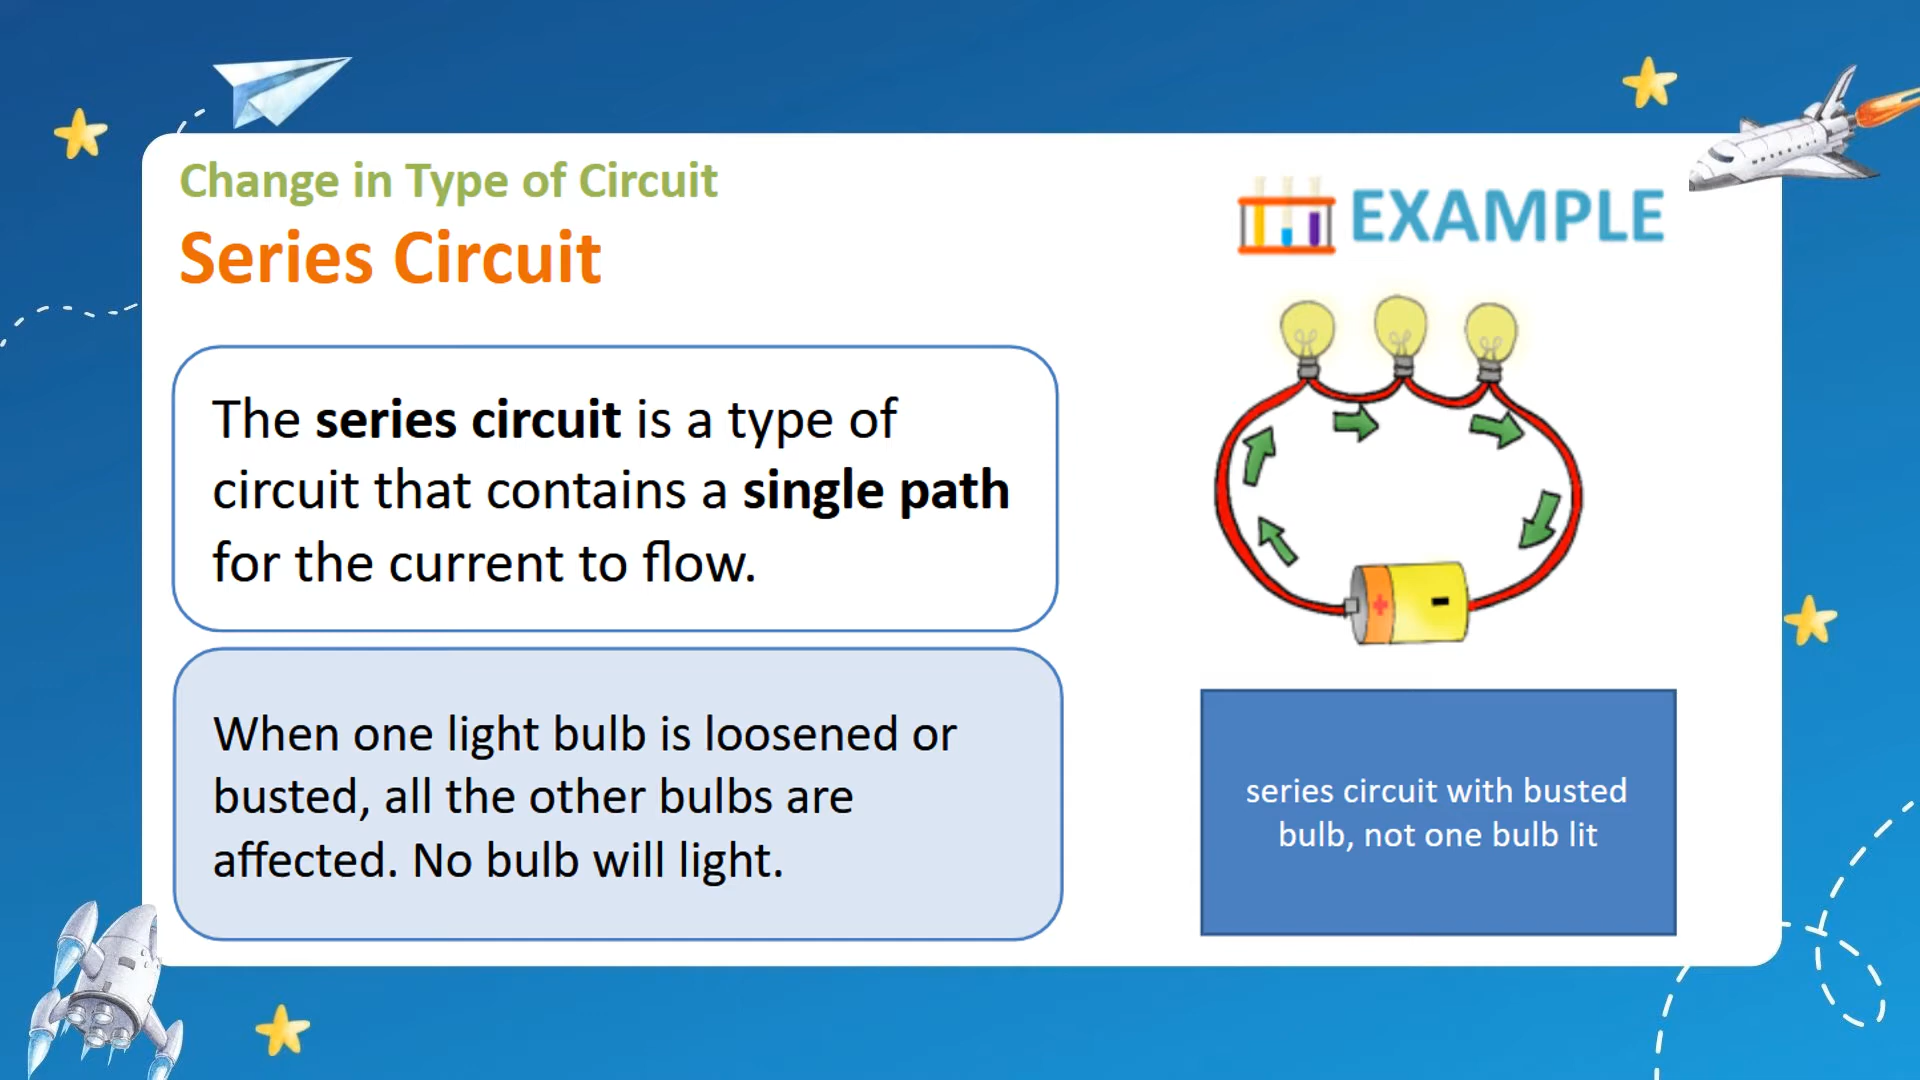 Change in Type of Circuit
Series Circuit
EXAMPLE
The series circuit is a type of
circuit that contains a single path
for the current to flow.
+
-
When one light bulb is loosened or
busted, all the other bulbs are
affected. No bulb will light.
series circuit with busted
bulb, not one bulb lit